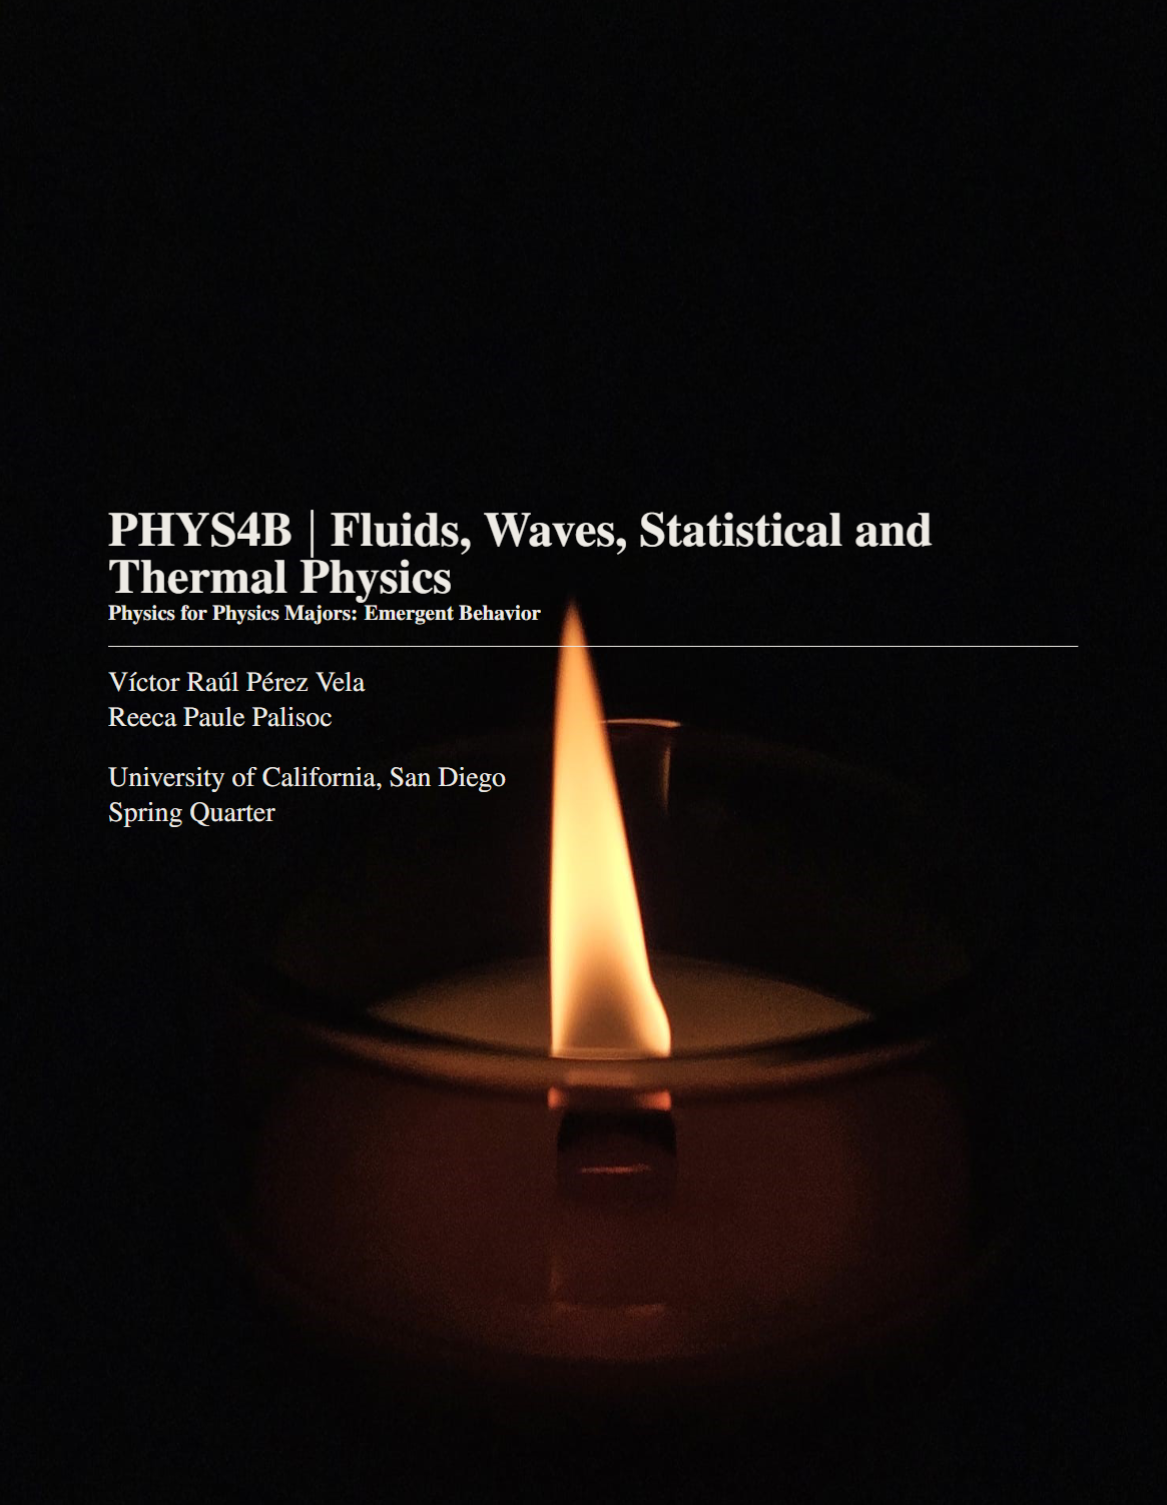 PHYS4B | Fluids, Waves, Statistical and
Thermal Physics
Physics for Physics Majors: Emergent Behavior
Víctor Raúl Pérez Vela
Reeca Paule Palisoc
University of California, San Diego
Spring Quarter